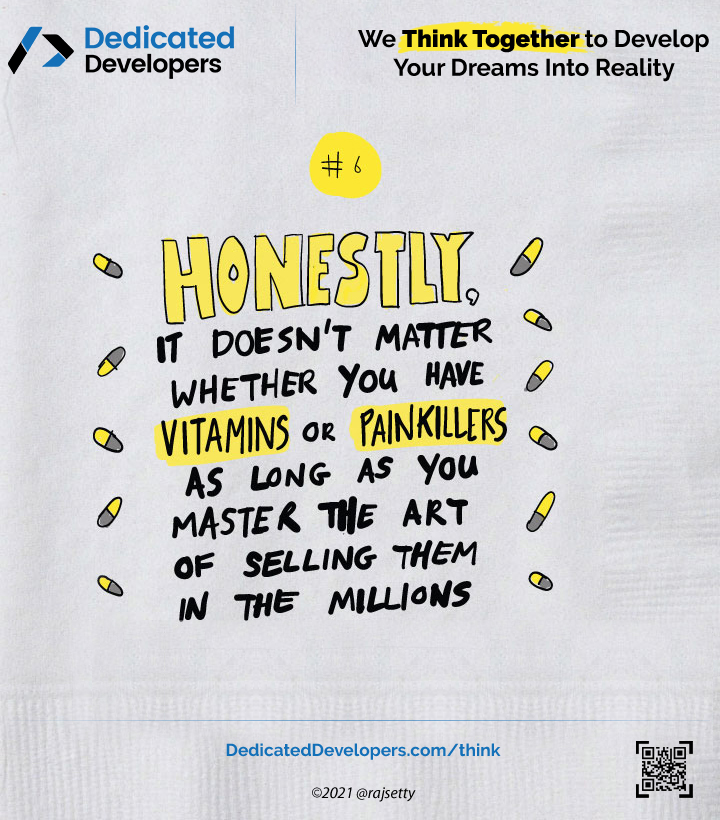 Dedicated
Developers
We Think Together to Develop
Your Dreams Into Reality
# 6
HONESTLY,
IT DOESN'T MATTER
WHETHER YOU HAVE
VITAMINS OR PAINKILLERS
AS LONG AS YOU
MASTER THE ART
OF SELLING THEM
IN THE MILLIONS
DedicatedDevelopers.com/think
©2021 @rajsetty